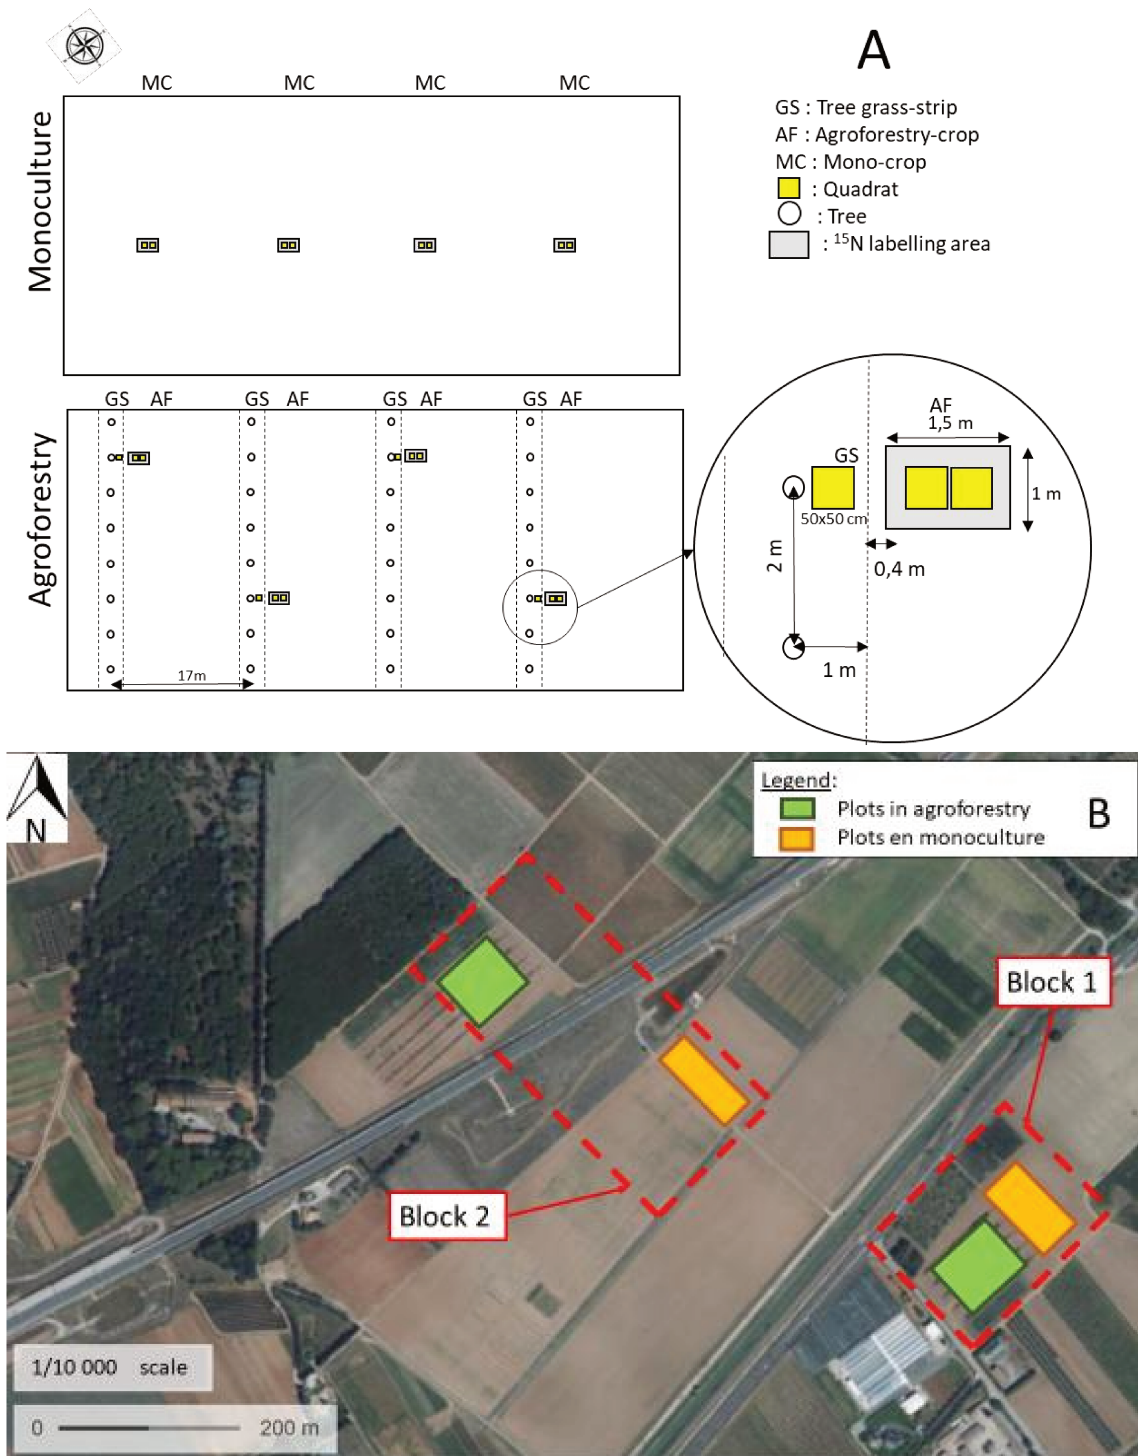 A
MC MC MC MC
Monoculture
GS : Tree grass-strip
AF : Agroforestry-crop
MC : Mono-crop
: Quadrat
: Tree
: ¹⁵N labelling area
GS AF GS AF GS AF GS AF
Agroforestry
17m
AF
1,5 m
GS
1 m
50x50 cm
2 m
0,4 m
1 m
N
Legend:
Plots in agroforestry
Plots en monoculture
B
Block 1
Block 2
1/10 000 scale
0 200 m